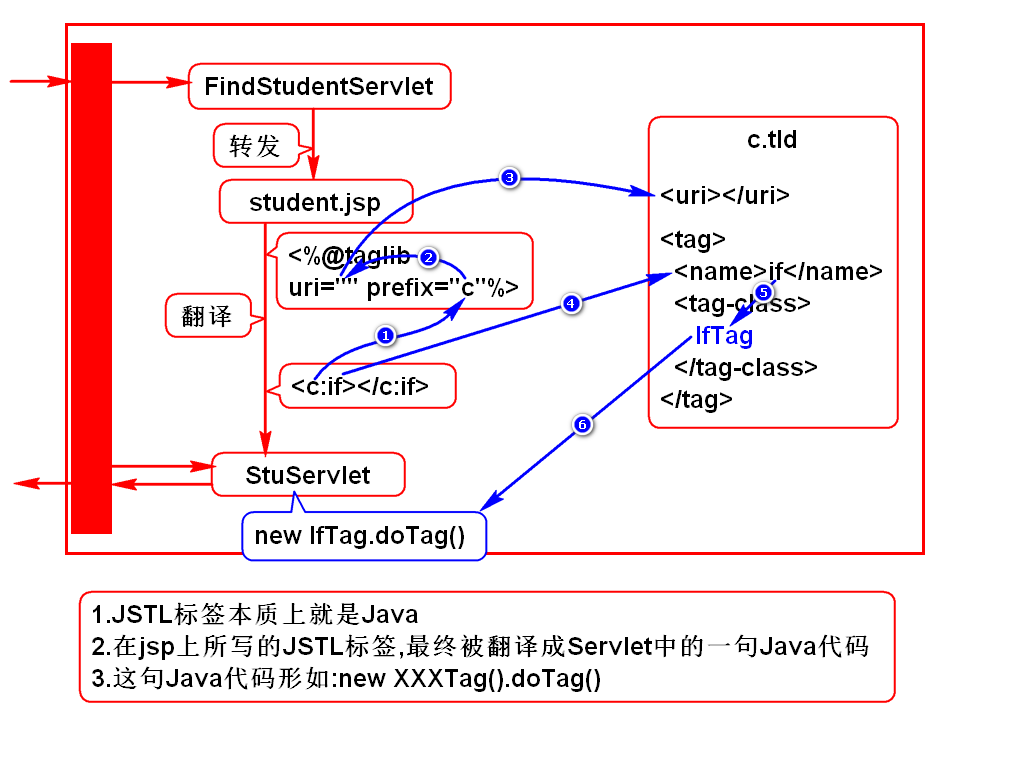 FindStudentServlet
转发
student.jsp
<%@taglib
uri="" prefix="c"%>
翻译
<c:if></c:if>
StuServlet
new IfTag.doTag()
c.tld
<uri></uri>
<tag>
<name>if</name>
<tag-class>
IfTag
</tag-class>
</tag>
3
2
1
4
5
6
1.JSTL标签本质上就是Java
2.在jsp上所写的JSTL标签,最终被翻译成Servlet中的一句Java代码
3.这句Java代码形如:new XXXTag().doTag()